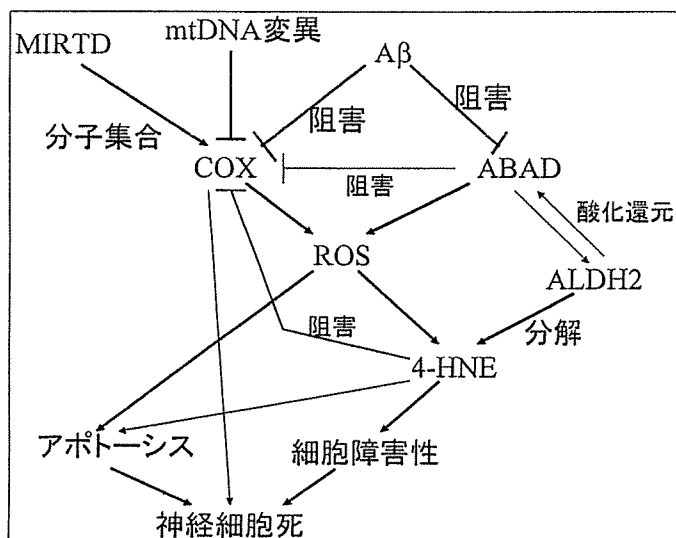 mtDNA変異
MIRTD
Aβ
阻害
阻害
分子集合
COX
阻害
ABAD
酸化還元
ROS
ALDH2
阻害
分解
4-HNE
アポトーシス
細胞障害性
神経細胞死